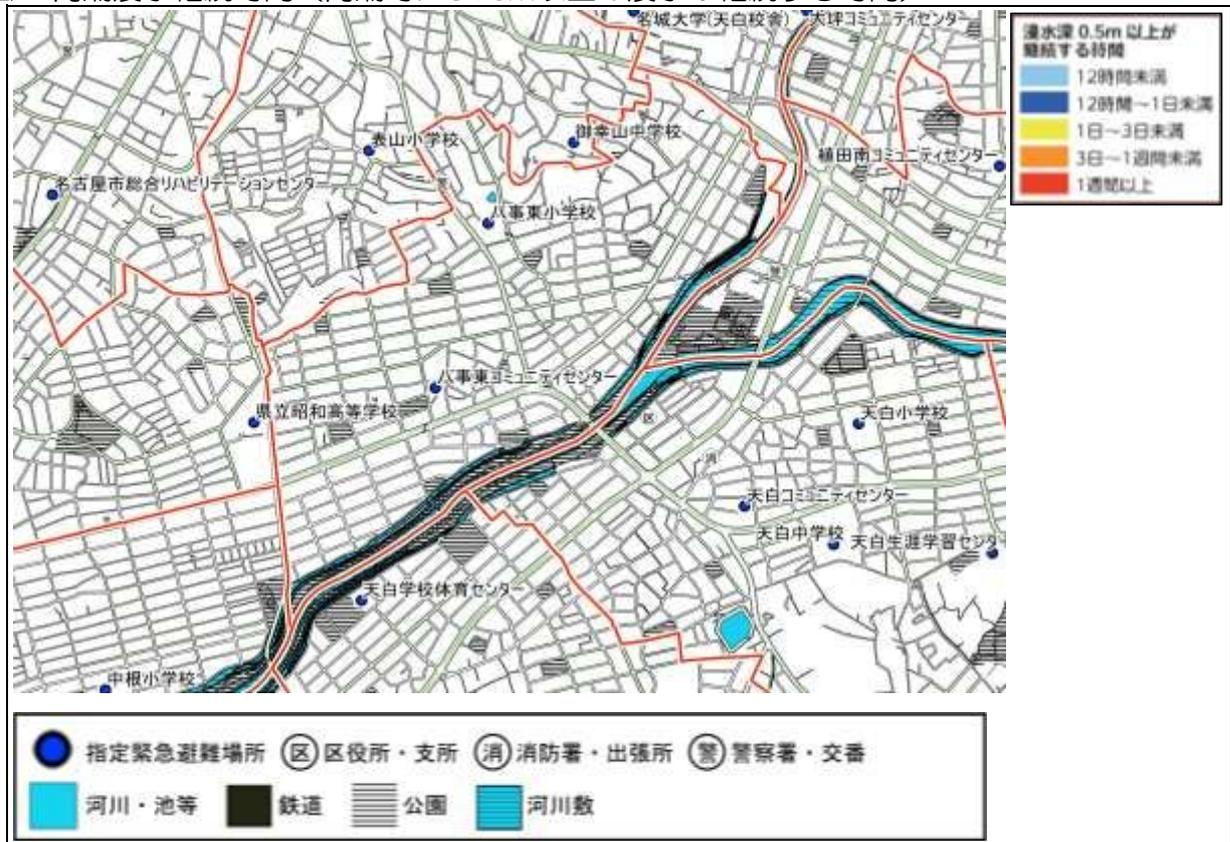 名城大学(天白校舎)
大坪コミュニティセンター
表山小学校
御幸山中学校
植田南コミュニティセンター
名古屋市総合リハビリテーションセンター
八事東小学校
八事東コミュニティセンター
県立昭和高等学校
区
天白小学校
消
天白コミュニティセンター
天白中学校
天白生涯学習センタ
天白学校体育センター
中根小学校
浸水深 0.5m 以上が
継続する時間
12時間未満
12時間~1日未満
1日~3日未満
3日~1週間未満
1週間以上
指定緊急避難場所 区 区役所・支所 消 消防署・出張所 警 警察署・交番
河川・池等 鉄道 公園 河川敷